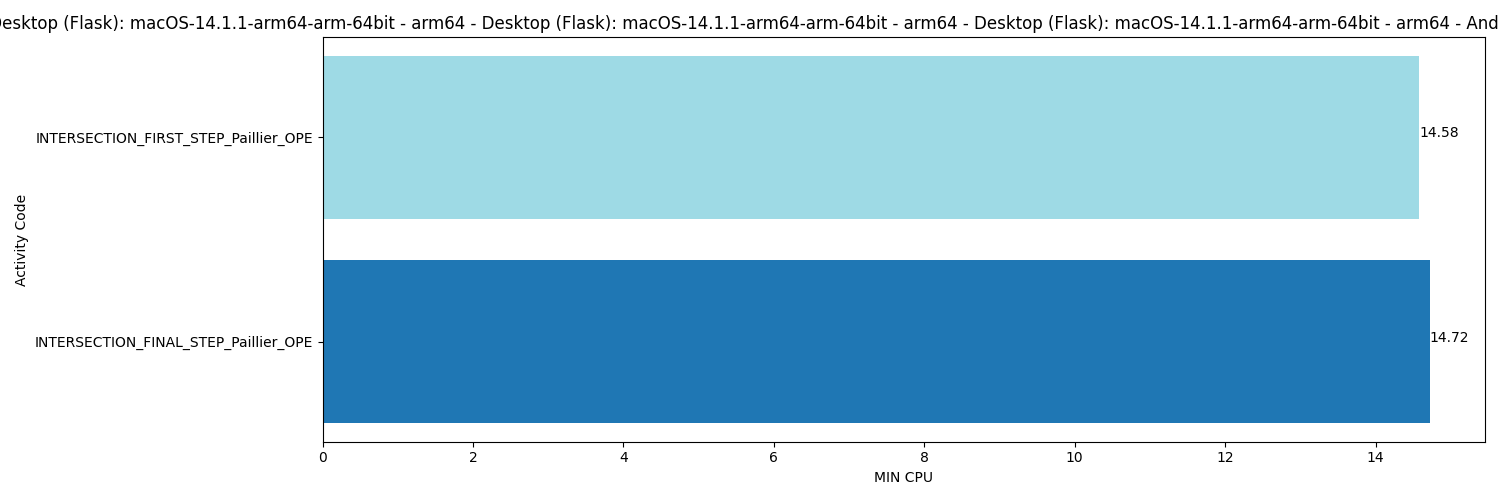 Desktop (Flask): macOS-14.1.1-arm64-arm-64bit - arm64 - Desktop (Flask): macOS-14.1.1-arm64-arm-64bit - arm64 - Desktop (Flask): macOS-14.1.1-arm64-arm-64bit - arm64 - And
INTERSECTION_FIRST_STEP_Paillier_OPE
14.58
Activity Code
INTERSECTION_FINAL_STEP_Paillier_OPE
14.72
0 2 4 6 8 10 12 14
MIN CPU